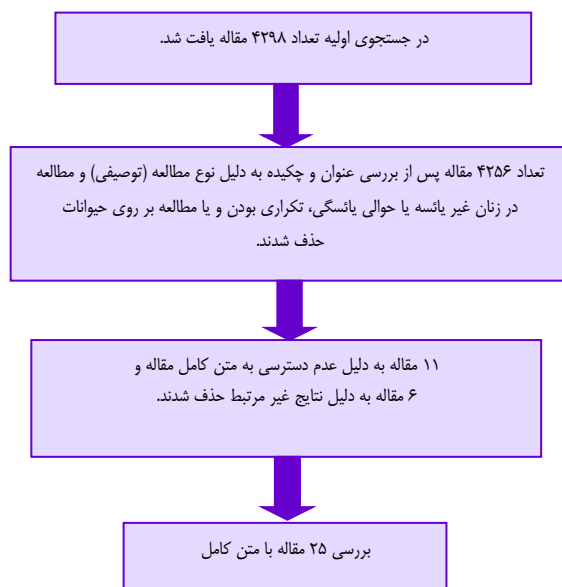 در جستجوی اولیه تعداد ۴۲۹۸ مقاله یافت شد.
تعداد ۴۲۵۶ مقاله پس از بررسی عنوان و چکیده به دلیل نوع مطالعه (توصیفی) و مطالعه
در زنان غیر یائسه یا حوالی یائسگی، تکراری بودن و یا مطالعه بر روی حیوانات
حذف شدند.
۱۱ مقاله به دلیل عدم دسترسی به متن کامل مقاله و
۶ مقاله به دلیل نتایج غیر مرتبط حذف شدند.
بررسی ۲۵ مقاله با متن کامل